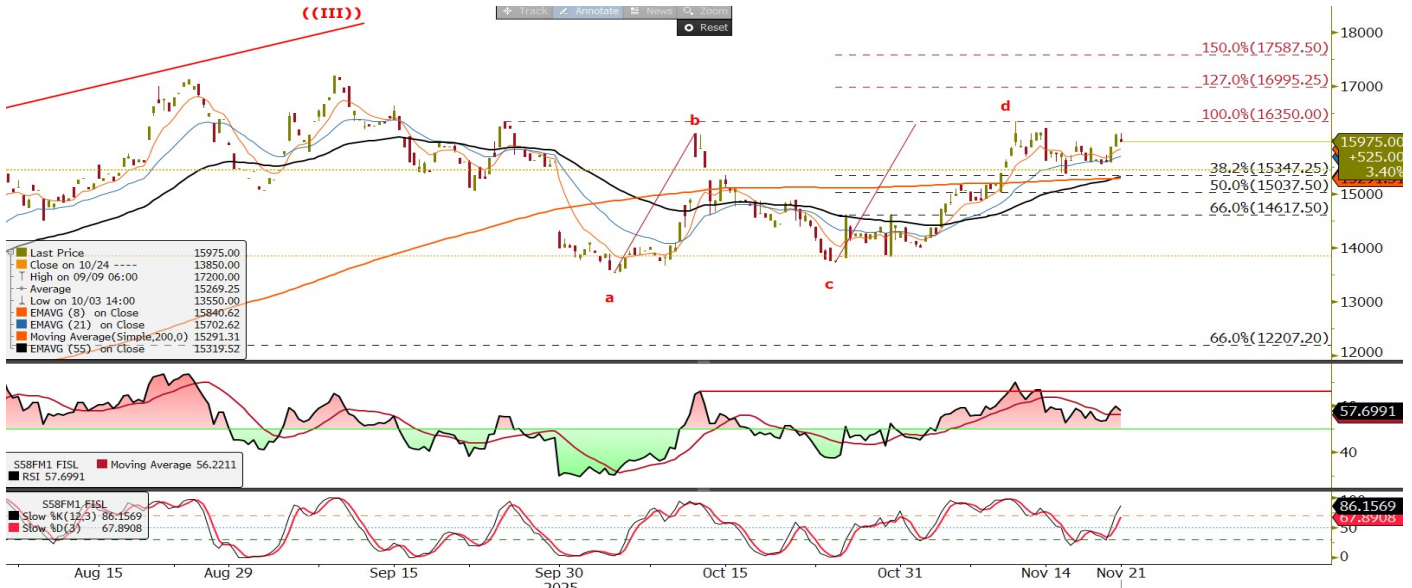 ((III))
Track Annotate News Zoom
Reset
150.0%(17587.50)
18000
127.0%(16995.25)
17000
b
d
100.0%(16350.00)
15975.00
+525.00
3.40%
38.2%(15347.25)
50.0%(15037.50)
15000
66.0%(14617.50)
14000
a
c
13000
66.0%(12207.20)
12000
Last Price 15975.00
Close on 10/24 ---- 13850.00
High on 09/09 06:00 17200.00
Average 15269.25
Low on 10/03 14:00 13550.00
EMAVG (8) on Close 15840.62
EMAVG (21) on Close 15702.62
Moving Average(Simple,200,0) 15291.31
EMAVG (55) on Close 15319.52
57.6991
40
S58FM1 FISL Moving Average 56.2211
RSI 57.6991
S58FM1 FISL
Slow %K(12,3) 86.1569
Slow %D(3) 67.8908
86.1569
67.8908
50
0
Aug 15 Aug 29 Sep 15 Sep 30 Oct 15 Oct 31 Nov 14 Nov 21
2025